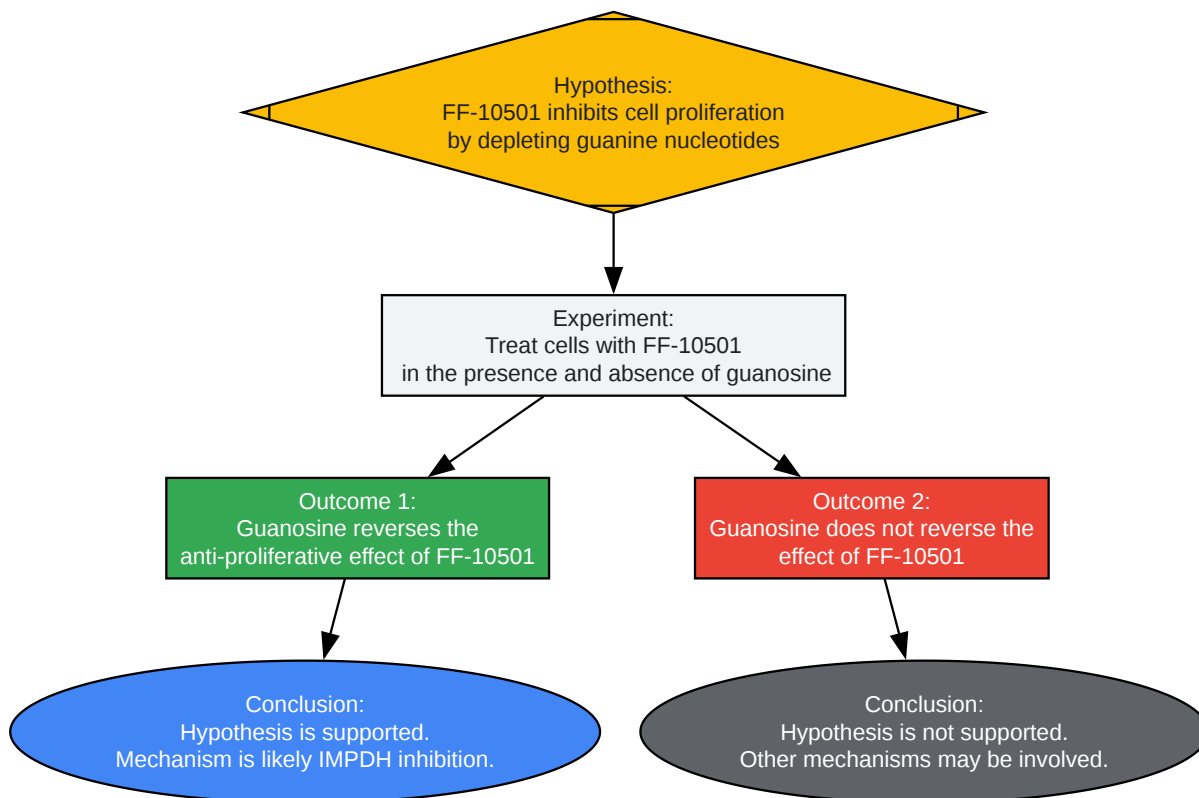 Hypothesis:
FF-10501 inhibits cell proliferation
by depleting guanine nucleotides
Experiment:
Treat cells with FF-10501
in the presence and absence of guanosine
Outcome 1:
Guanosine reverses the
anti-proliferative effect of FF-10501
Outcome 2:
Guanosine does not reverse the
effect of FF-10501
Conclusion:
Hypothesis is supported.
Mechanism is likely IMPDH inhibition.
Conclusion:
Hypothesis is not supported.
Other mechanisms may be involved.